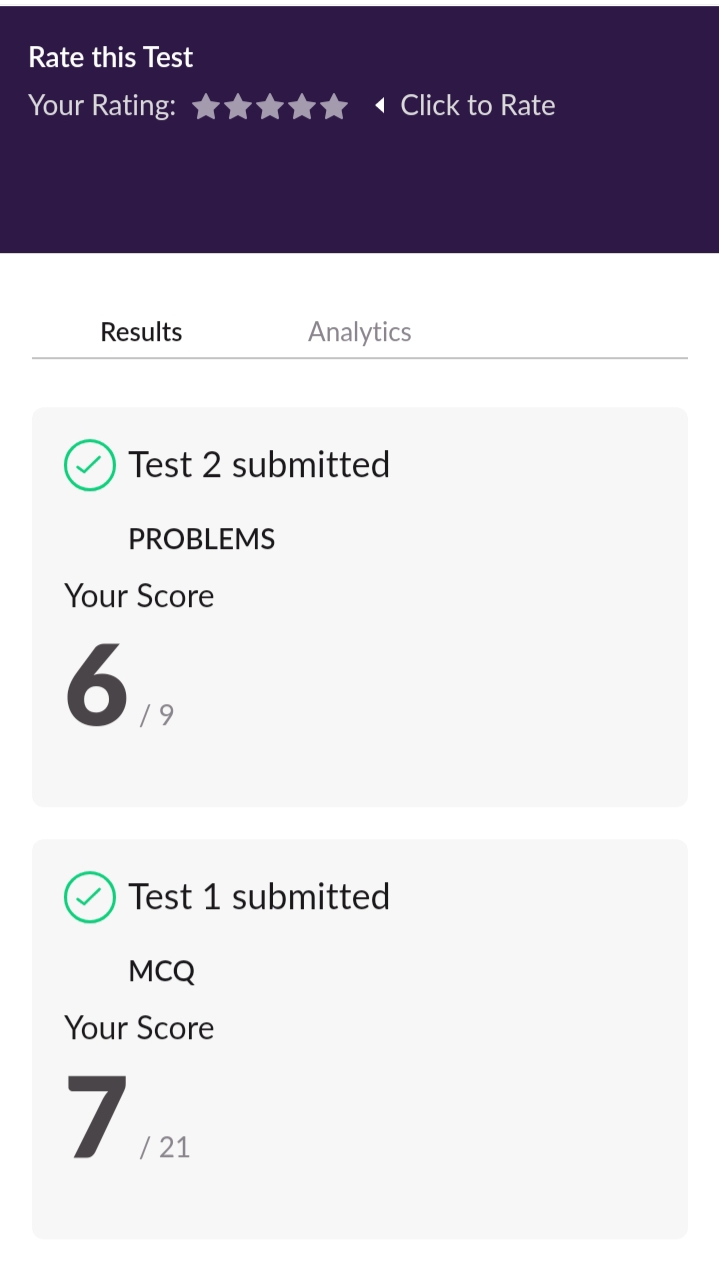 Rate this Test
Your Rating: Click to Rate
Results Analytics
Test 2 submitted
PROBLEMS
Your Score
6 / 9
Test 1 submitted
MCQ
Your Score
7 / 21